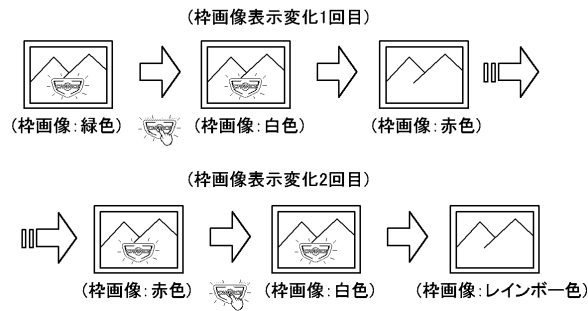 (枠画像表示変化1回目)
(枠画像:緑色)
(枠画像:白色)
(枠画像:赤色)
(枠画像表示変化2回目)
(枠画像:赤色)
(枠画像:白色)
(枠画像:レインボー色)